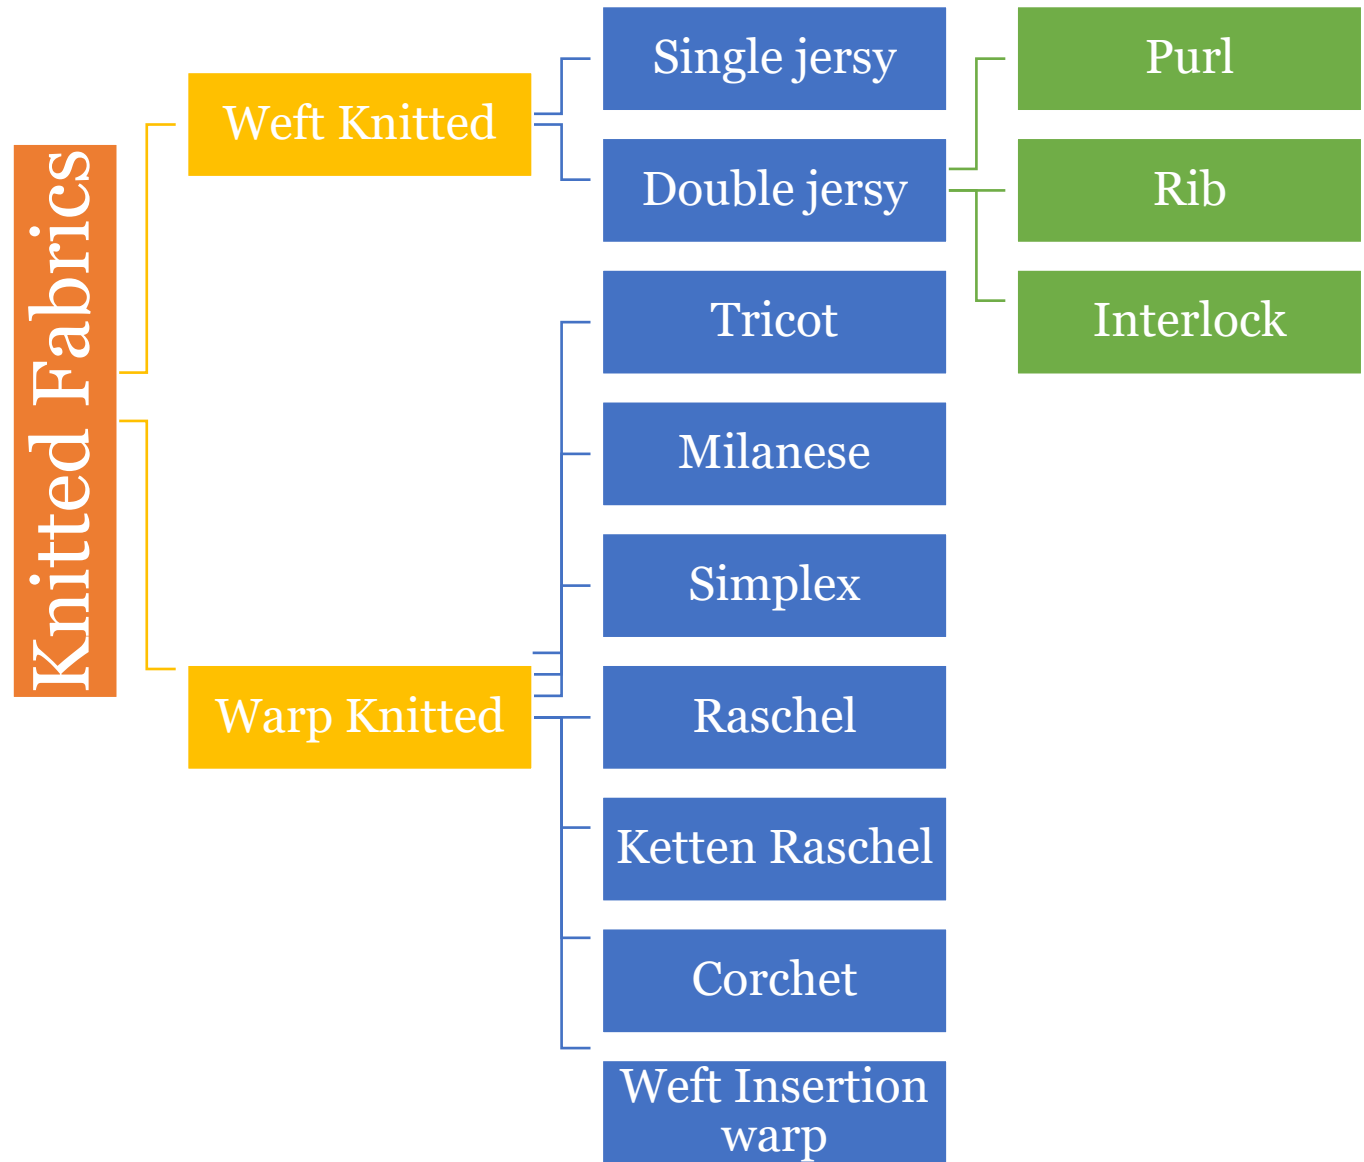 Knitted Fabrics
Weft Knitted
Single jersy
Double jersy
Purl
Rib
Interlock
Warp Knitted
Tricot
Milanese
Simplex
Raschel
Ketten Raschel
Corchet
Weft Insertion
warp